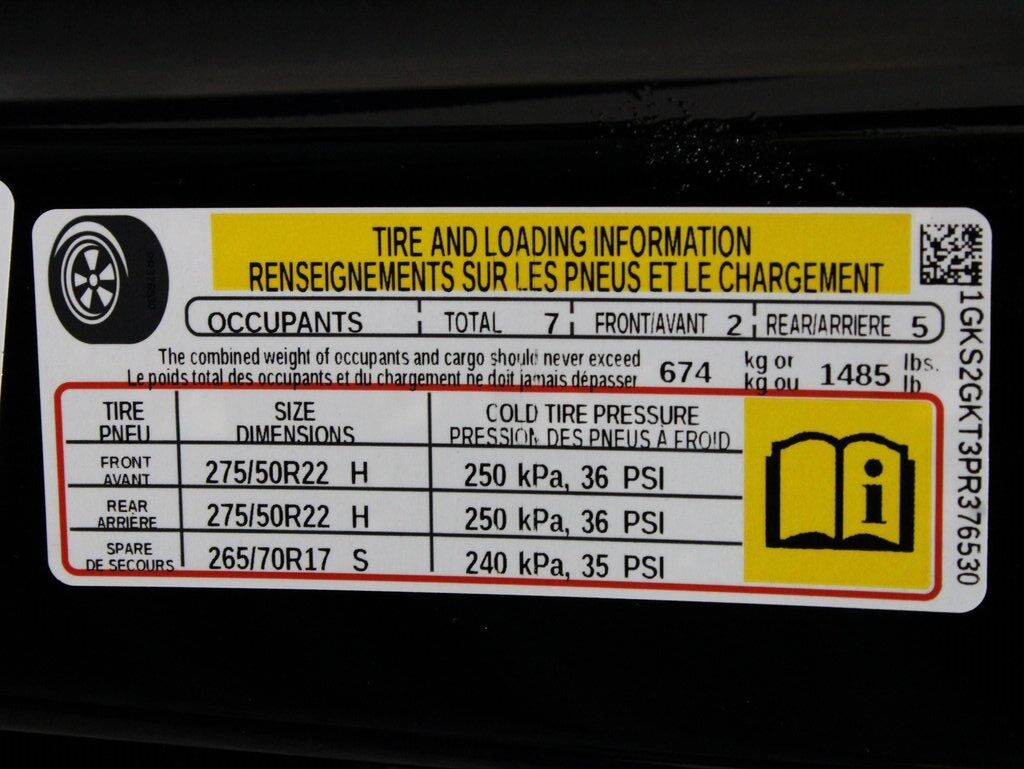 TIRE AND LOADING INFORMATION
RENSEIGNEMENTS SUR LES PNEUS ET LE CHARGEMENT
OCCUPANTS TOTAL 7 FRONT/AVANT 2 REAR/ARRIERE 5
The combined weight of occupants and cargo should never exceed 674 kg or 1485 lbs.
Le poids total des occupants et du chargement ne doit jamais dépasser kg ou lb
TIRE SIZE COLD TIRE PRESSURE
PNEU DIMENSIONS PRESSION DES PNEUS À FROID
FRONT
AVANT 275/50R22 H 250 kPa, 36 PSI
REAR
ARRIÈRE 275/50R22 H 250 kPa, 36 PSI
SPARE
DE SECOURS 265/70R17 S 240 kPa, 35 PSI
1GKS2GKT3PR376530